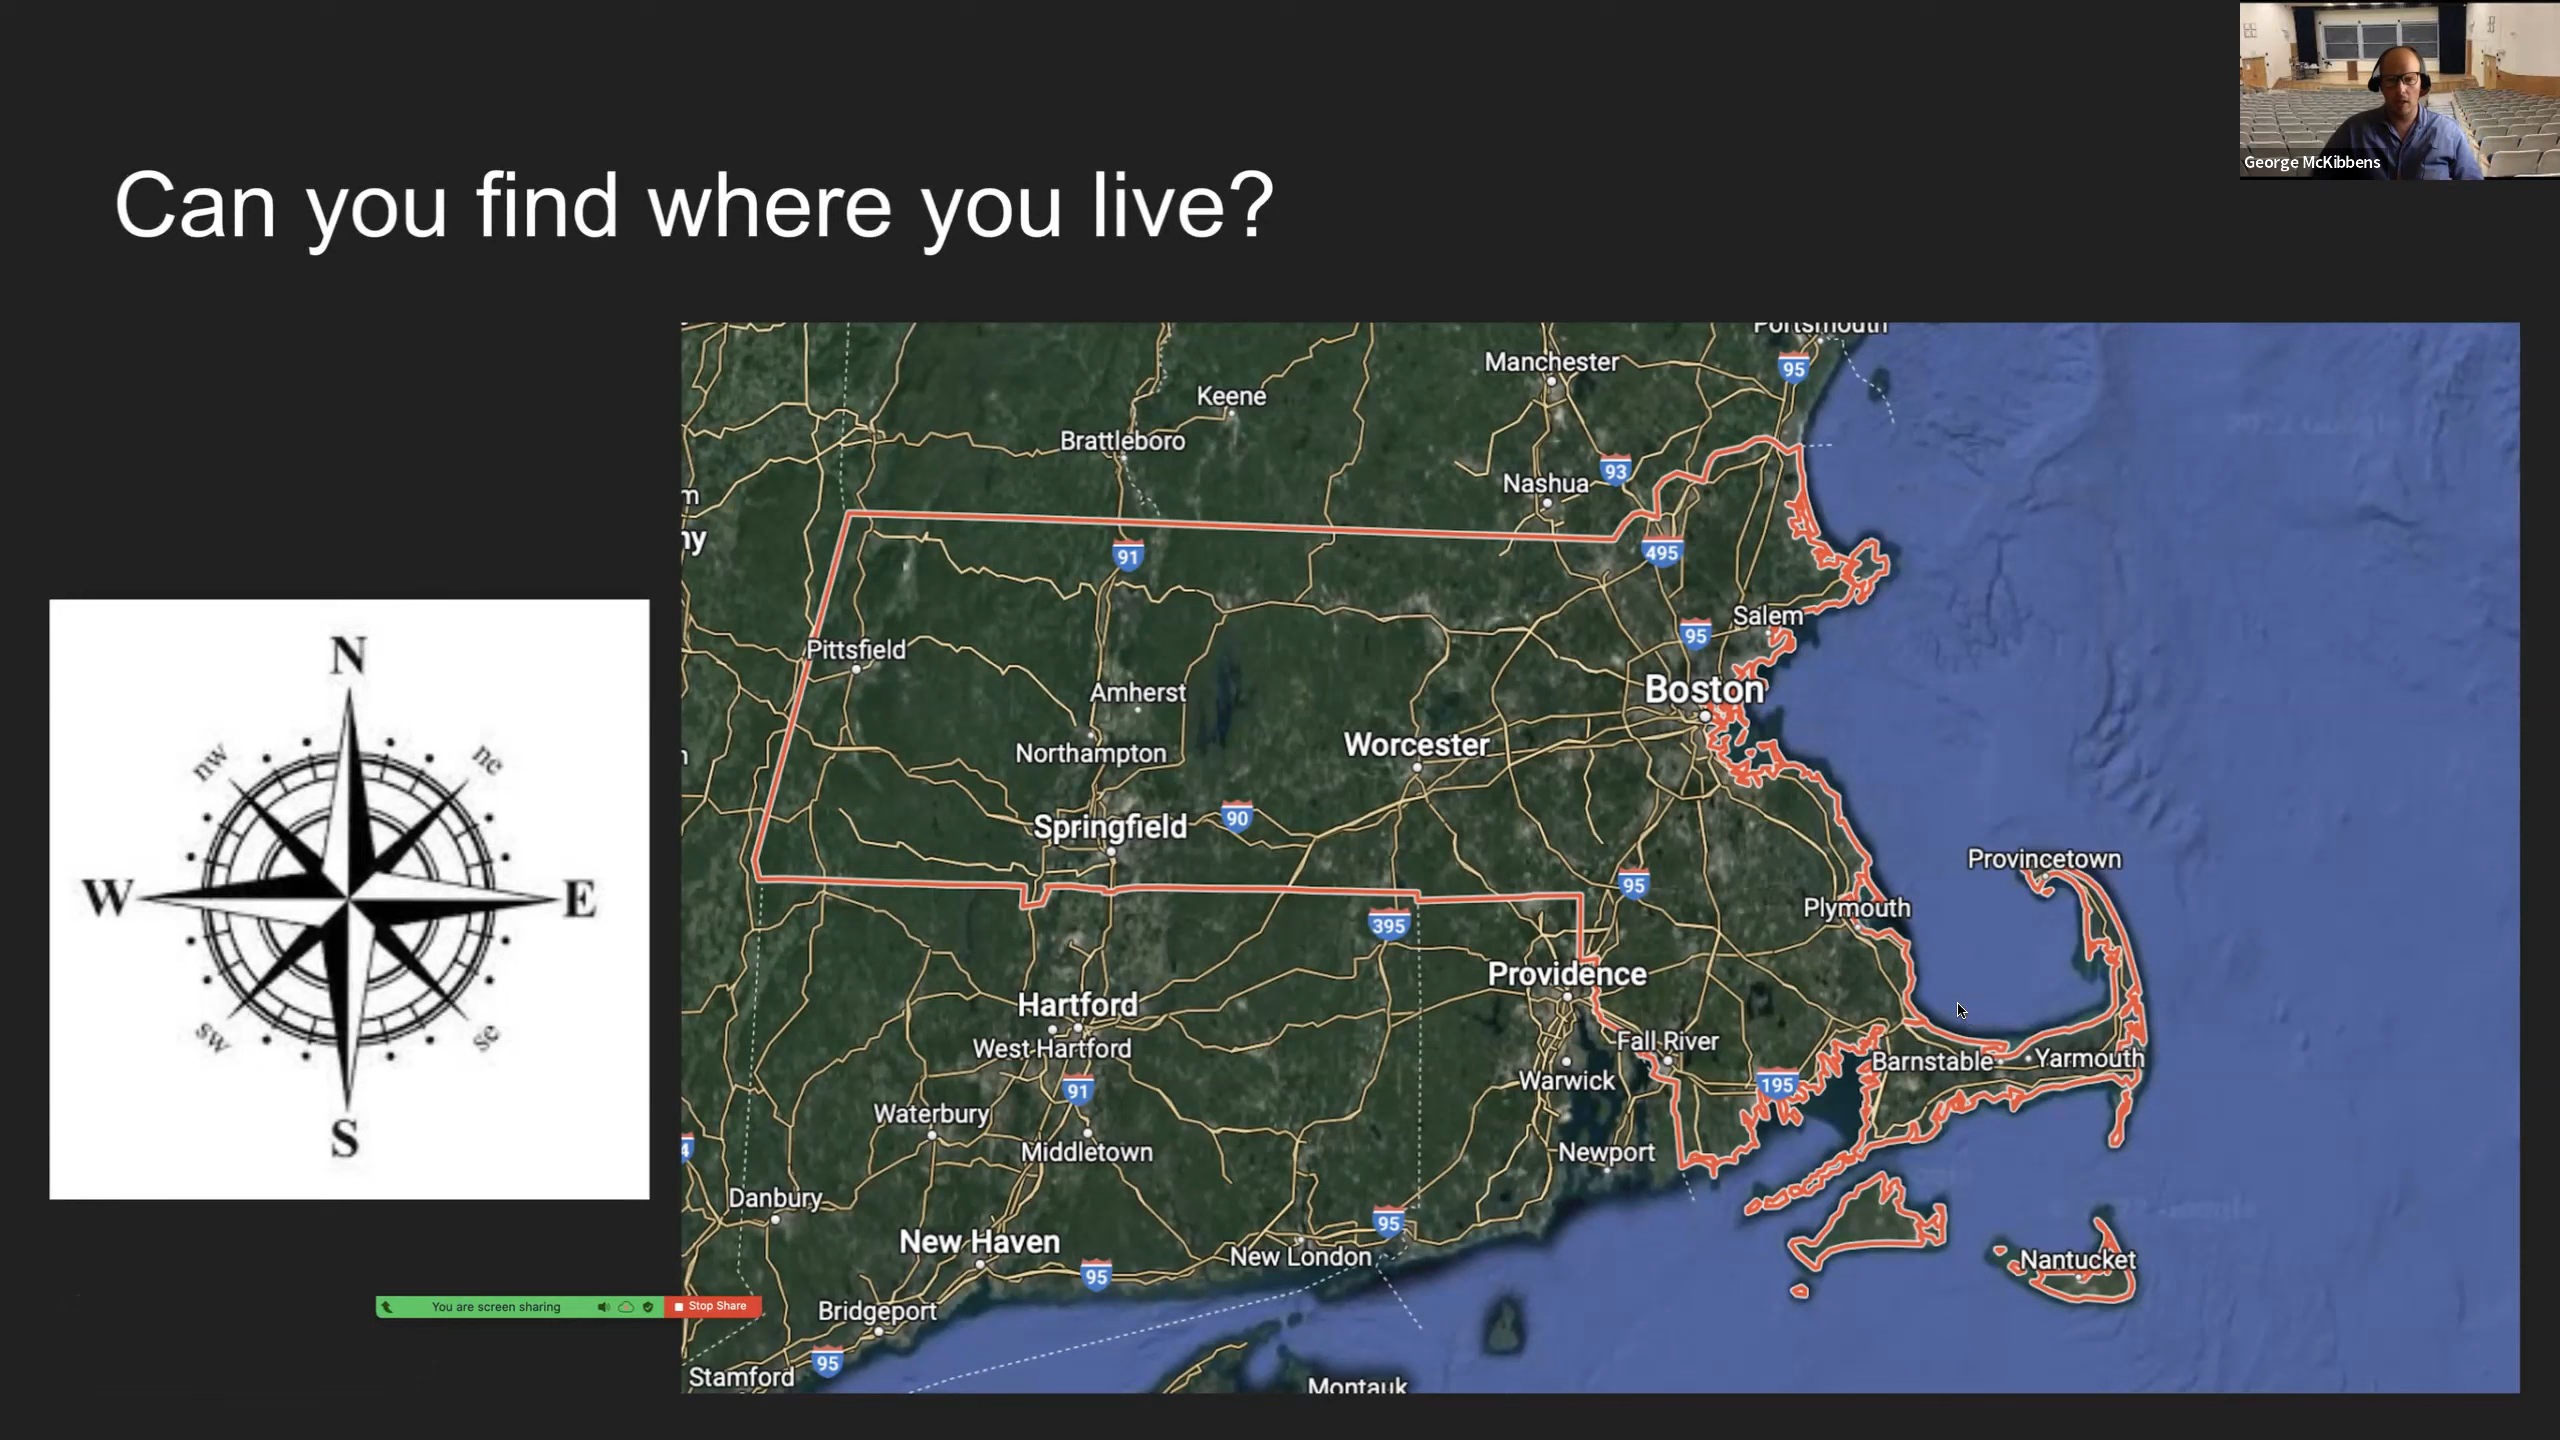 George McKibbens
Can you find where you live?
Portsmouth
Manchester
95
Keene
Brattleboro
93
Nashua
91
495
Salem
95
Pittsfield
Amherst
Boston
Northampton
Worcester
Springfield
90
Provincetown
95
Plymouth
395
Providence
Hartford
Fall River
West Hartford
Barnstable
Yarmouth
Warwick
195
91
Waterbury
Middletown
Newport
Danbury
95
New Haven
New London
Nantucket
95
Bridgeport
95
Stamford
Montauk
N
nw
ne
W
E
sw
se
S
You are screen sharing
Stop Share